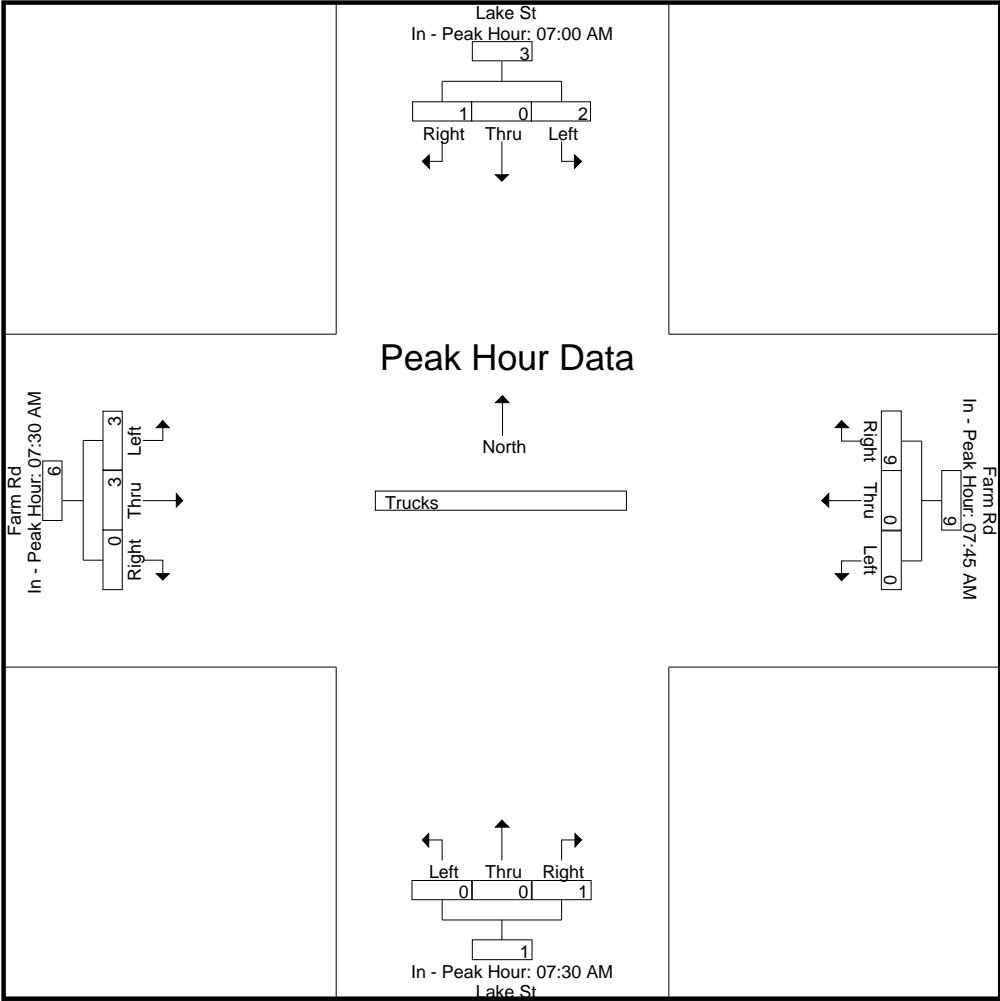 Lake St
In - Peak Hour: 07:00 AM
3
1 0 2
Right Thru Left
Peak Hour Data
North
Trucks
Farm Rd
In - Peak Hour: 07:30 AM
6
3
3
0
Left
Thru
Right
Right
Thru
Left
9
0
0
9
In - Peak Hour: 07:45 AM
Farm Rd
Left Thru Right
0 0 1
1
In - Peak Hour: 07:30 AM
Lake St